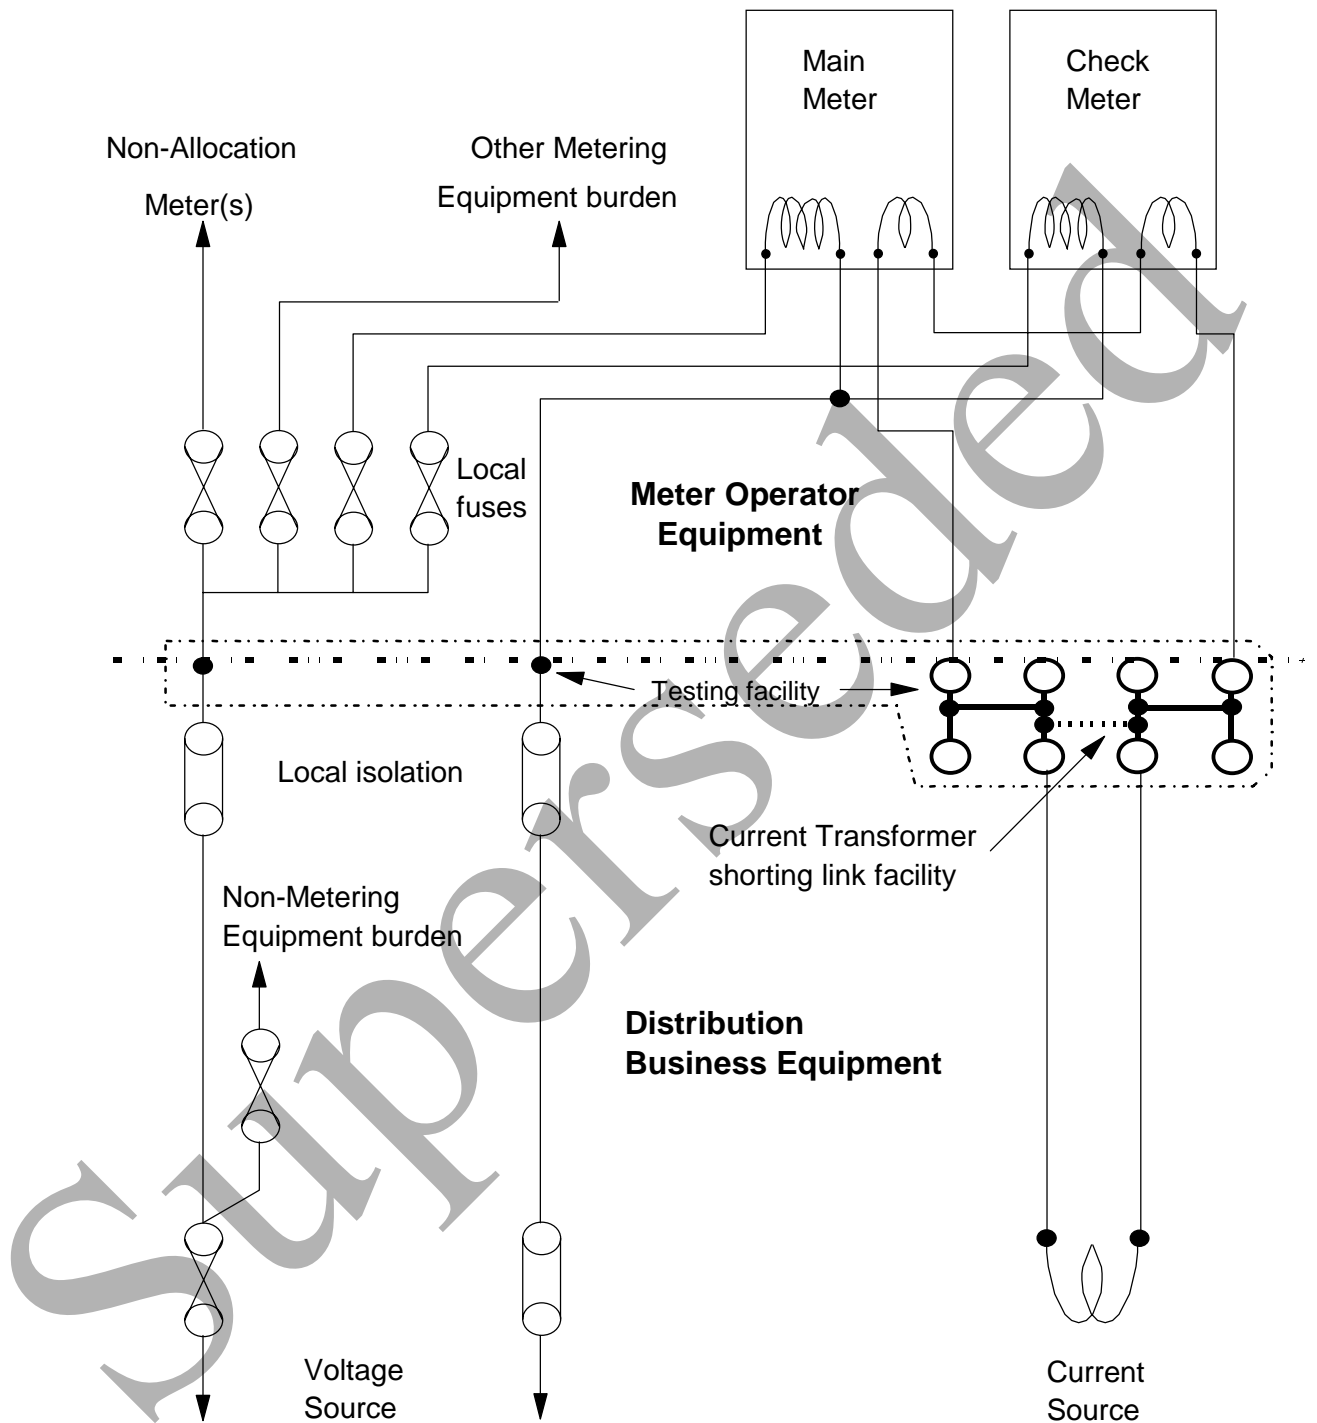 Main
Meter
Check
Meter
Non-Allocation
Meter(s)
Other Metering
Equipment burden
Local
fuses
Meter Operator
Equipment
Testing facility
Local isolation
Current Transformer
shorting link facility
Non-Metering
Equipment burden
Distribution
Business Equipment
Voltage
Source
Current
Source
Superseded